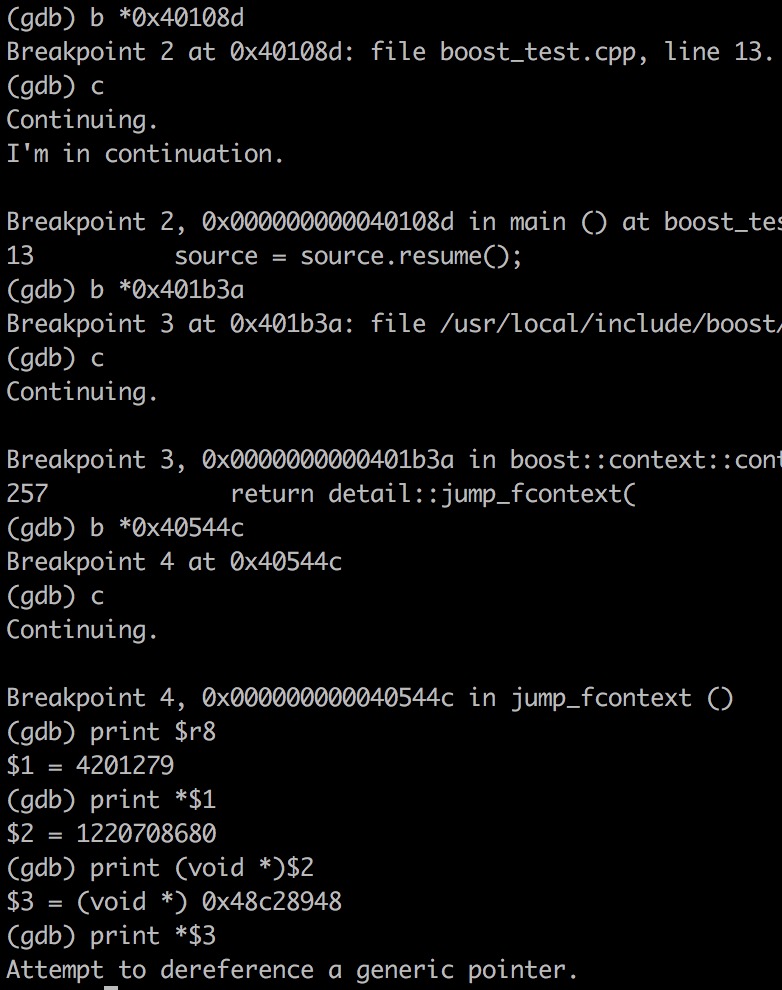 (gdb) b *0x40108d
Breakpoint 2 at 0x40108d: file boost_test.cpp, line 13.
(gdb) c
Continuing.
I'm in continuation.
Breakpoint 2, 0x000000000040108d in main () at boost_tes
13         source = source.resume();
(gdb) b *0x401b3a
Breakpoint 3 at 0x401b3a: file /usr/local/include/boost/
(gdb) c
Continuing.
Breakpoint 3, 0x0000000000401b3a in boost::context::cont
257             return detail::jump_fcontext(
(gdb) b *0x40544c
Breakpoint 4 at 0x40544c
(gdb) c
Continuing.
Breakpoint 4, 0x000000000040544c in jump_fcontext ()
(gdb) print $r8
$1 = 4201279
(gdb) print *$1
$2 = 1220708680
(gdb) print (void *)$2
$3 = (void *) 0x48c28948
(gdb) print *$3
Attempt to dereference a generic pointer.